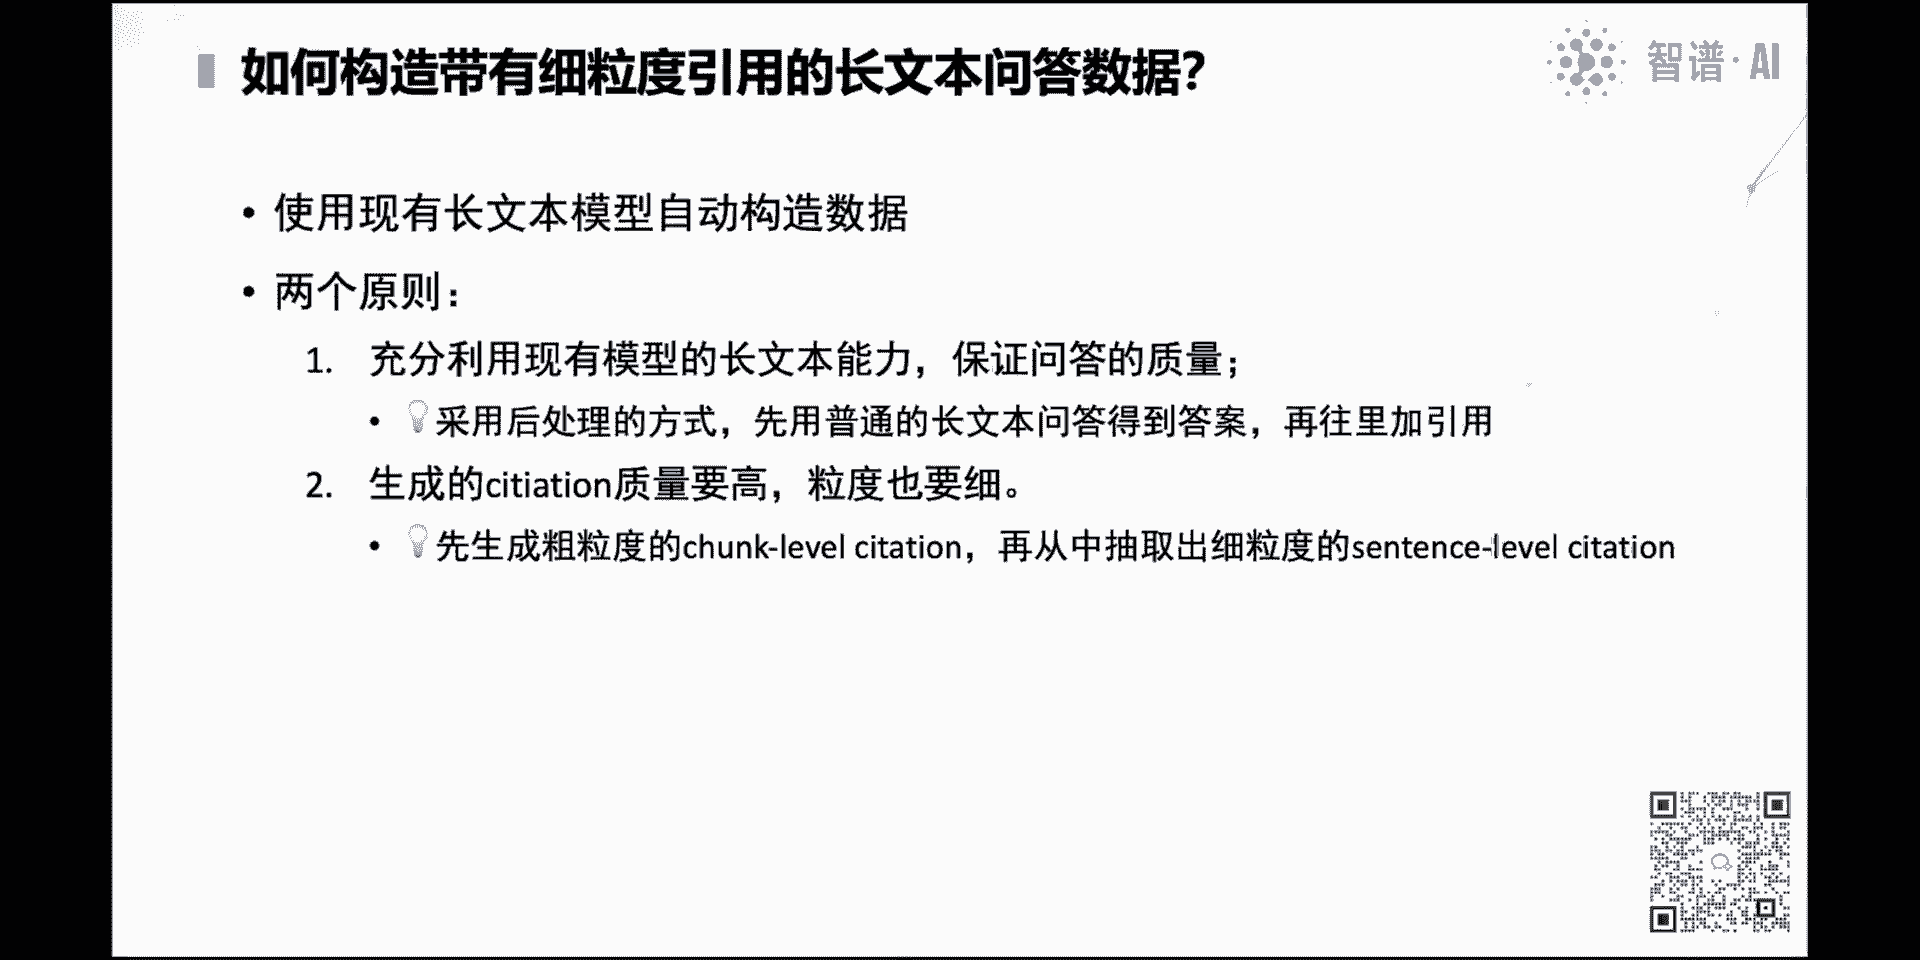 如何构造带有细粒度引用的长文本问答数据?
智谱·AI
• 使用现有长文本模型自动构造数据
• 两个原则：
1. 充分利用现有模型的长文本能力，保证问答的质量；
• 💡采用后处理的方式，先用普通的长文本问答得到答案，再往里加引用
2. 生成的citiation质量要高，粒度也要细。
• 💡先生成粗粒度的chunk-level citation，再从中抽取出细粒度的sentence-level citation